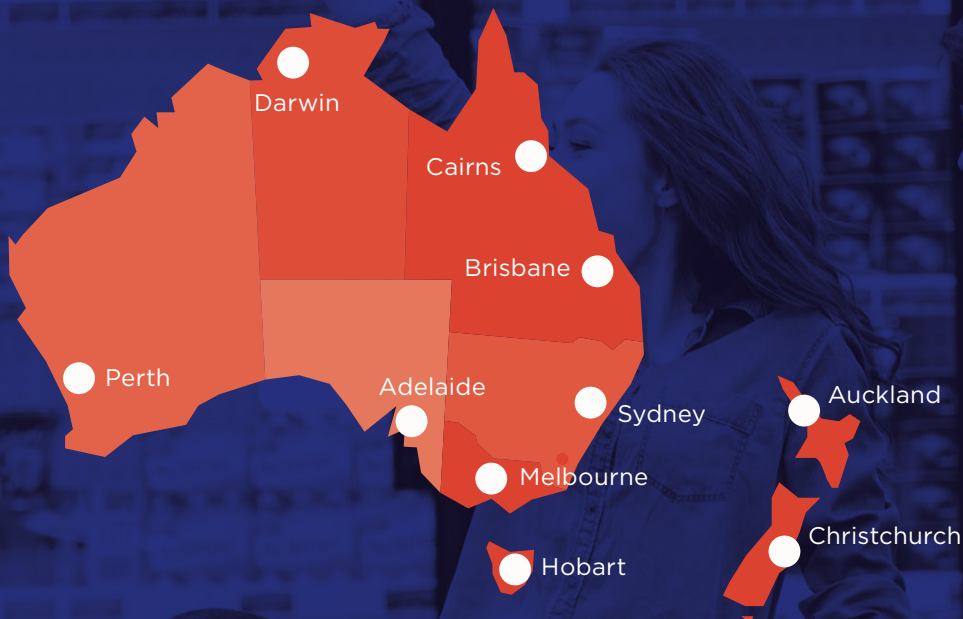 Darwin
Cairns
Brisbane
Perth
Adelaide
Auckland
Sydney
Melbourne
Christchurch
Hobart